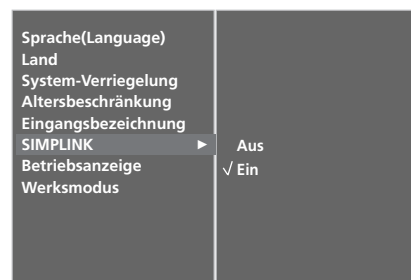 Sprache(Language)
Land
System-Verriegelung
Altersbeschränkung
Eingangsbezeichnung
SIMPLINK ►
Betriebsanzeige
Werksmodus
Aus
√ Ein